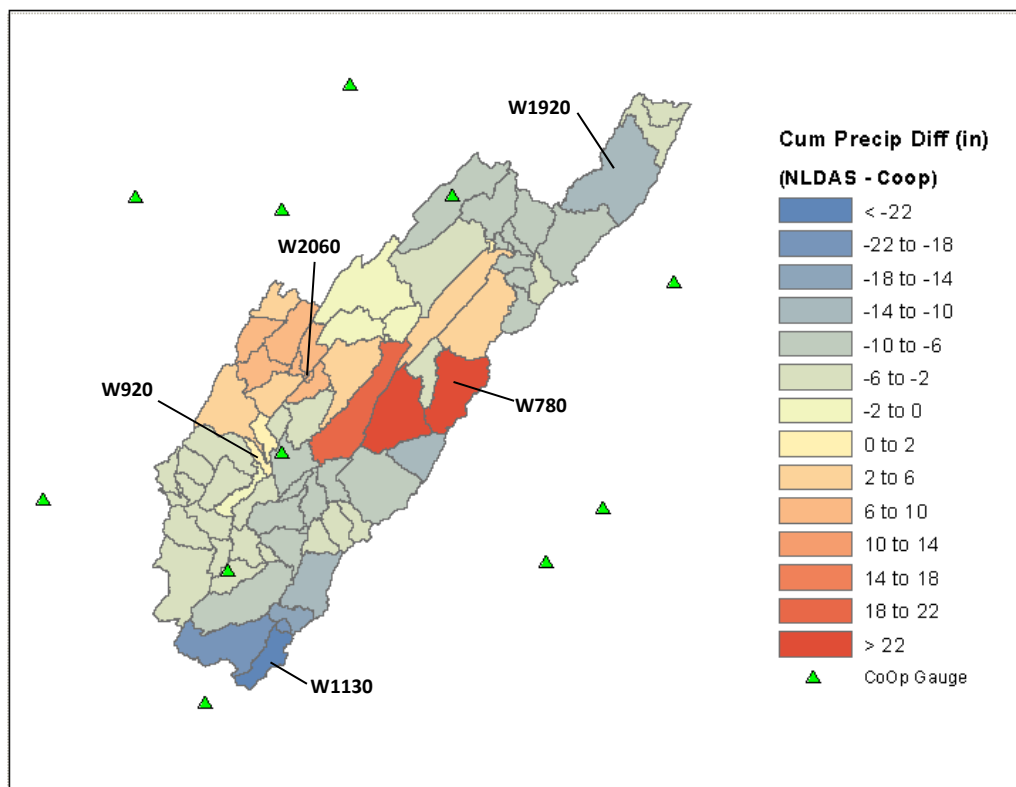 W1920
W2060
W920
W780
W1130
Cum Precip Diff (in)
(NLDAS - Coop)
< -22
-22 to -18
-18 to -14
-14 to -10
-10 to -6
-6 to -2
-2 to 0
0 to 2
2 to 6
6 to 10
10 to 14
14 to 18
18 to 22
> 22
CoOp Gauge